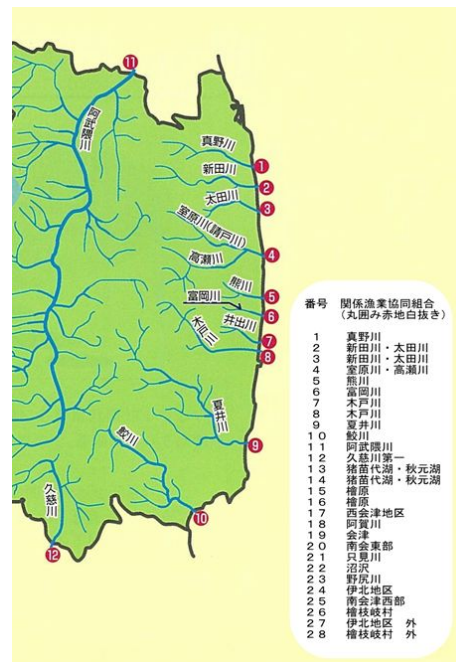 11
阿武隈川
真野川
1
新田川
2
太田川
3
室原川(請戸川)
4
高瀬川
熊川
5
富岡川
6
井出川
7
木戸川
8
夏井川
9
鮫川
10
久慈川
12
番号 関係漁業協同組合
(丸囲み赤地白抜き)
1 真野川
2 新田川・太田川
3 新田川・太田川
4 室原川・高瀬川
5 熊川
6 富岡川
7 木戸川
8 木戸川
9 夏井川
10 鮫川
11 阿武隈川
12 久慈川第一
13 猪苗代湖・秋元湖
14 猪苗代湖・秋元湖
15 檜原
16 檜原
17 西会津地区
18 阿賀川
19 会津
20 南会東部
21 只見川
22 沼沢
23 野尻川
24 伊北地区
25 南会津西部
26 檜枝岐村
27 伊北地区 外
28 檜枝岐村 外